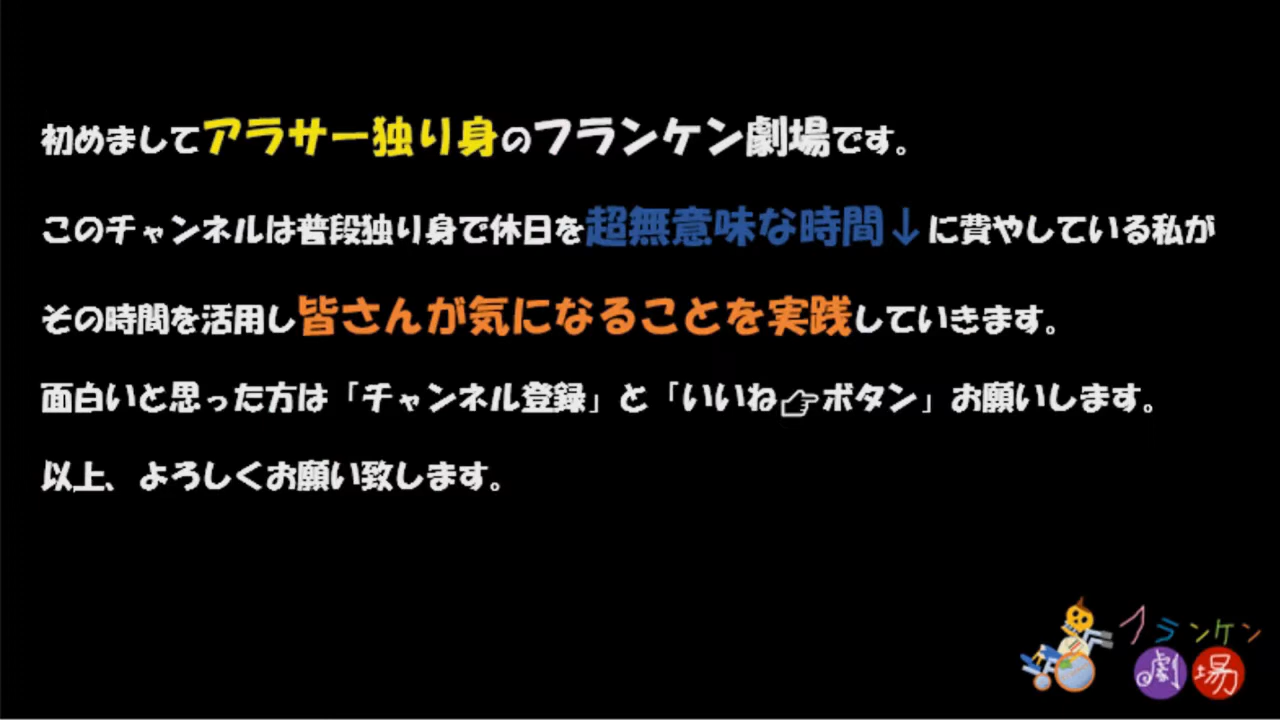 初めましてアラサー独り身のフランケン劇場です。
このチャンネルは普段独り身で休日を超無意味な時間↓に費やしている私が
その時間を活用し皆さんが気になることを実践していきます。
面白いと思った方は「チャンネル登録」と「いいね👉ボタン」お願いします。
以上、よろしくお願い致します。
フランケン
劇場